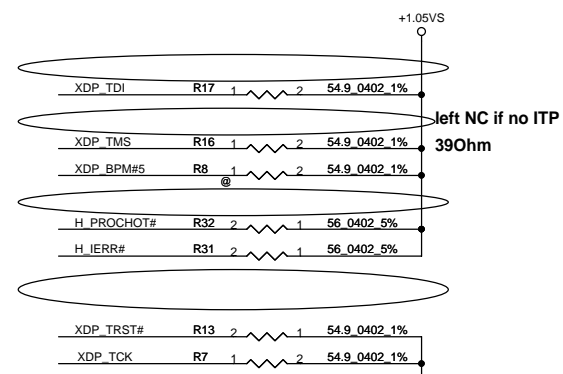 +1.05VS
XDP_TDI R17 1 2 54.9_0402_1%
left NC if no ITP
XDP_TMS R16 1 2 54.9_0402_1% 39Ohm
XDP_BPM#5 R8 1 2 54.9_0402_1%
@
H_PROCHOT# R32 2 1 56_0402_5%
H_IERR# R31 2 1 56_0402_5%
XDP_TRST# R13 2 1 54.9_0402_1%
XDP_TCK R7 1 2 54.9_0402_1%